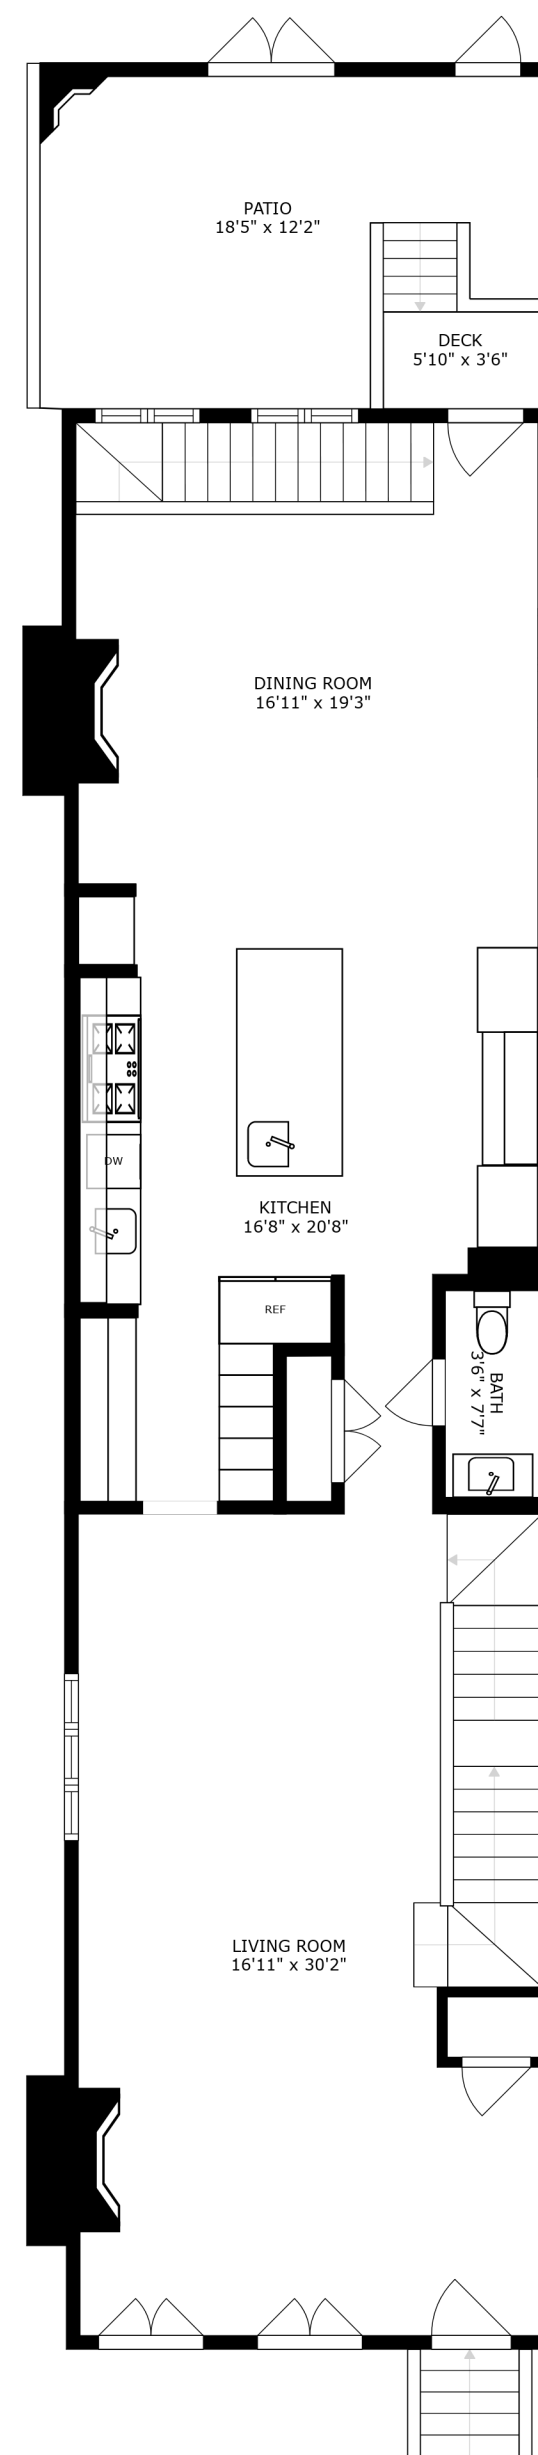 PATIO
18'5" x 12'2"
DECK
5'10" x 3'6"
DINING ROOM
16'11" x 19'3"
DW
KITCHEN
16'8" x 20'8"
REF
BATH
3'6" x 7'7"
LIVING ROOM
16'11" x 30'2"